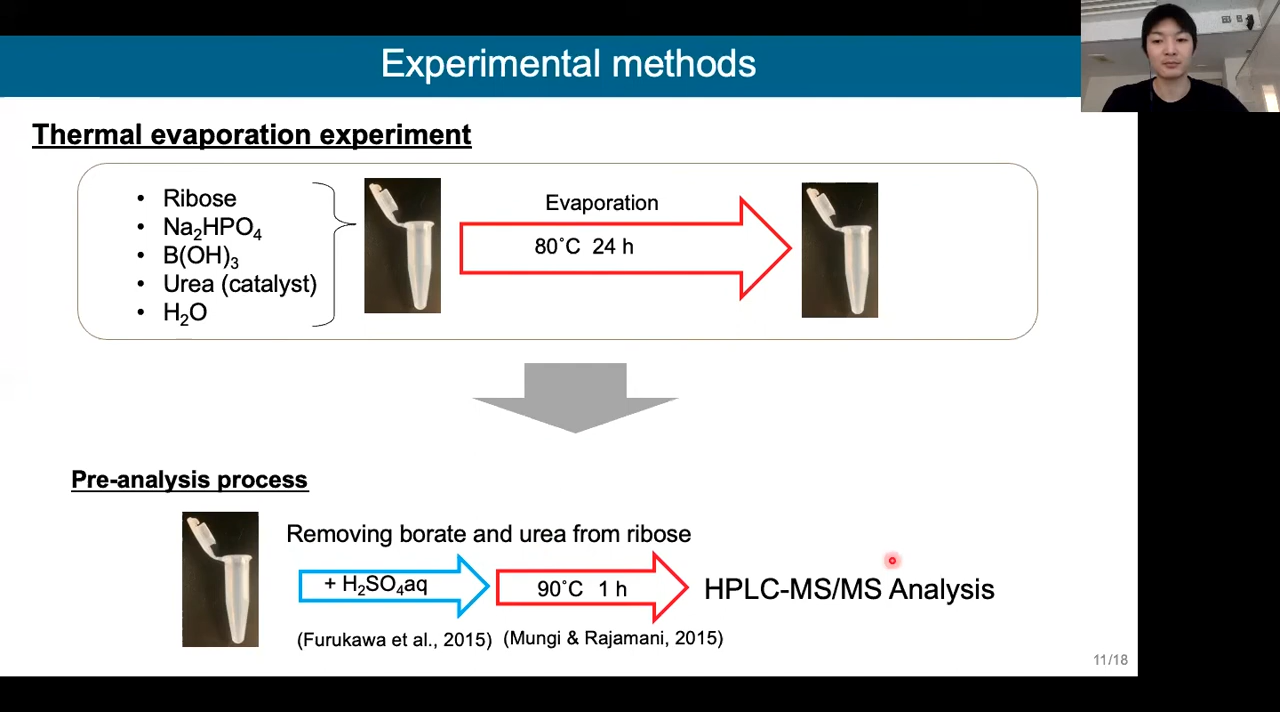 Experimental methods
Thermal evaporation experiment
• Ribose
• Na₂HPO₄
• B(OH)₃
• Urea (catalyst)
• H₂O
Evaporation
80˚C 24 h
Pre-analysis process
Removing borate and urea from ribose
+ H₂SO₄aq
90˚C 1 h
HPLC-MS/MS Analysis
(Furukawa et al., 2015)
(Mungi & Rajamani, 2015)
11/18